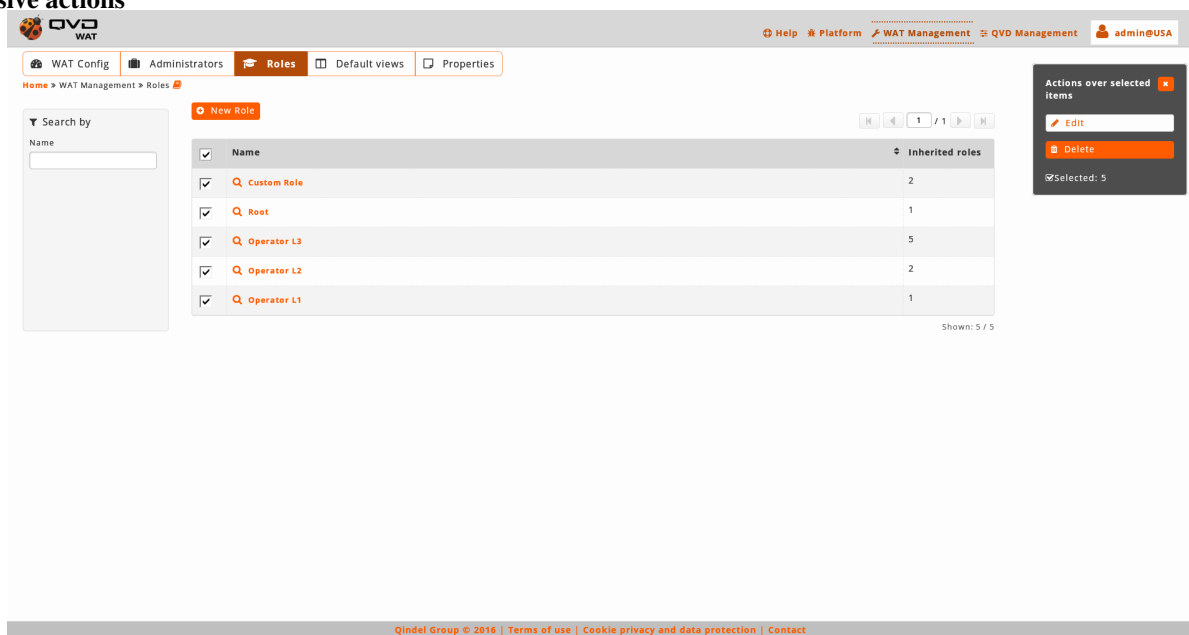 sive actions
QVD
WAT
Help Platform WAT Management QVD Management admin@USA
WAT Config Administrators Roles Default views Properties
Home » WAT Management » Roles
Actions over selected items
Edit
Delete
Selected: 5
Search by
Name
New Role
1 / 1
Name Inherited roles
Custom Role 2
Root 1
Operator L3 5
Operator L2 2
Operator L1 1
Shown: 5 / 5
Qindel Group © 2016 | Terms of use | Cookie privacy and data protection | Contact